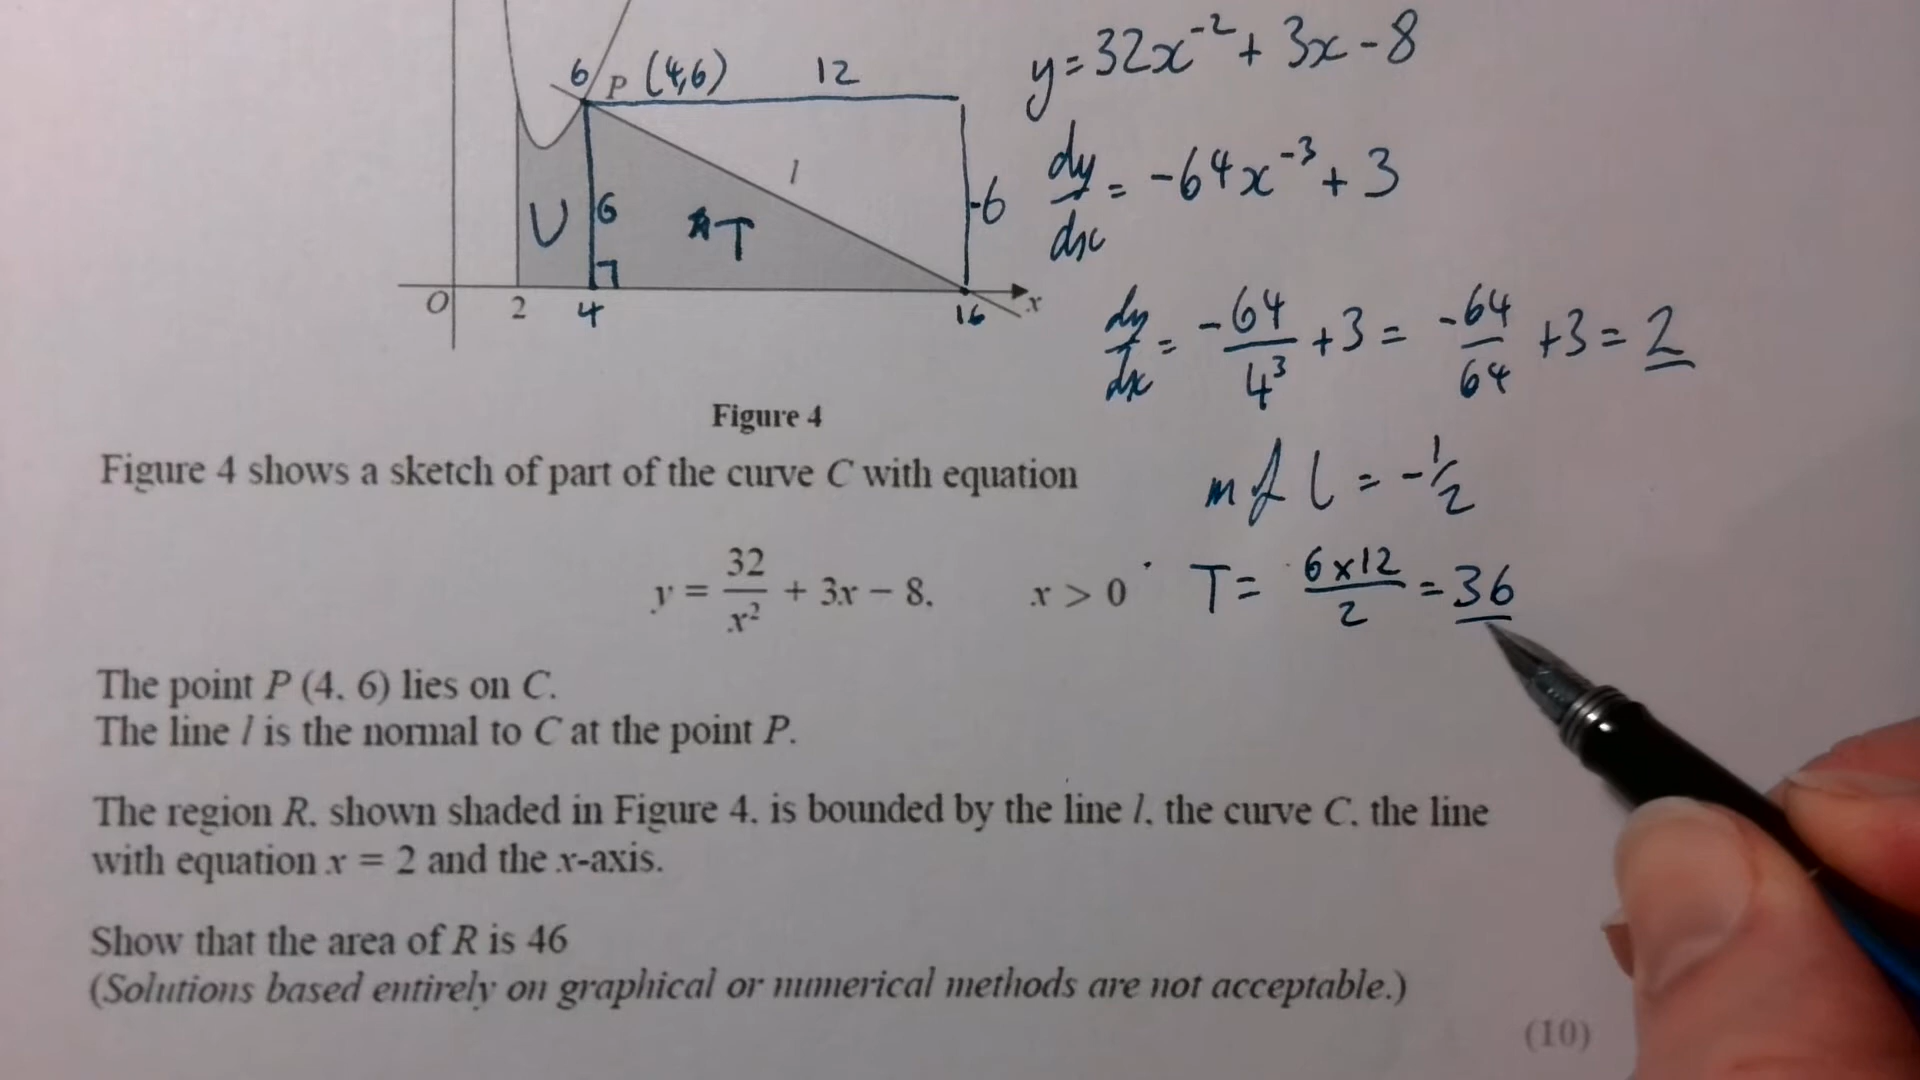 y = 32x⁻² + 3x - 8
6 P (4,6) 12
dy/dx = -64x⁻³ + 3
l
U 6 T -6
O 2 4 16 x
dy/dx = -64/4³ + 3 = -64/64 + 3 = 2
Figure 4
Figure 4 shows a sketch of part of the curve C with equation
m of l = -1/2
y = 32/x² + 3x – 8, x > 0
T = 6x12/2 = 36
The point P (4, 6) lies on C.
The line l is the normal to C at the point P.
The region R, shown shaded in Figure 4, is bounded by the line l, the curve C, the line
with equation x = 2 and the x-axis.
Show that the area of R is 46
(Solutions based entirely on graphical or numerical methods are not acceptable.)
(10)